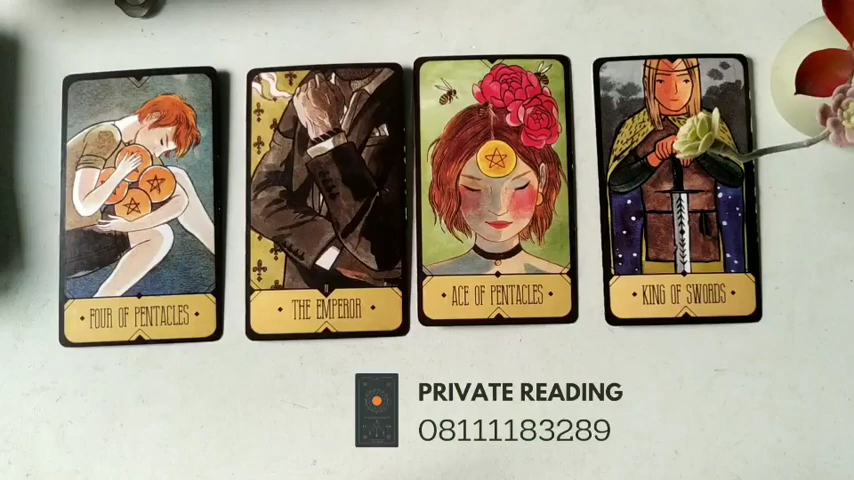 FOUR OF PENTACLES
THE EMPEROR
ACE OF PENTACLES
KING OF SWORDS
PRIVATE READING
08111183289